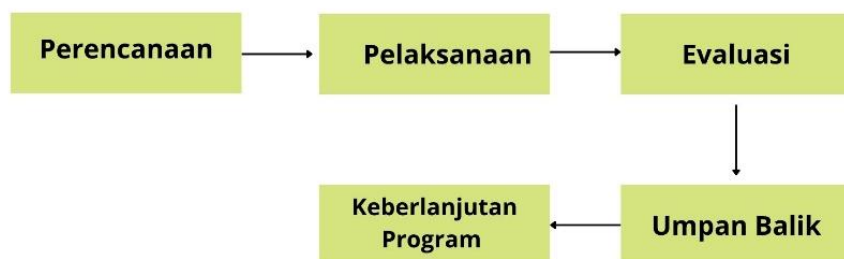 Perencanaan
Pelaksanaan
Evaluasi
Umpan Balik
Keberlanjutan
Program